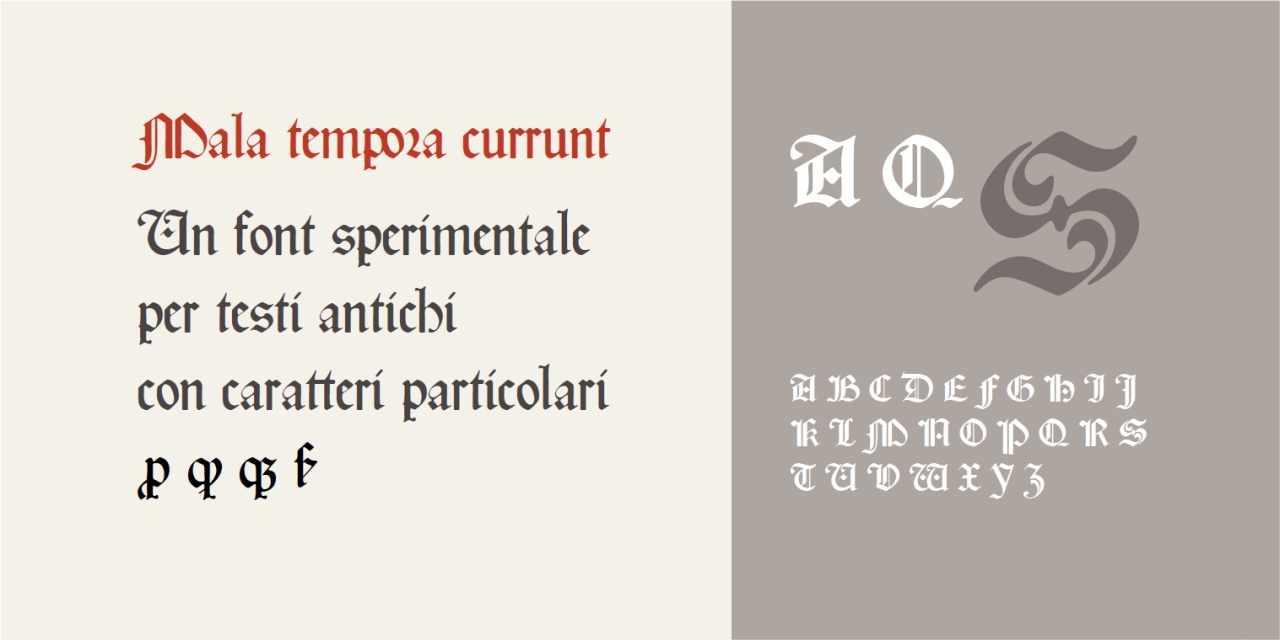 Mala tempora currunt
Un font sperimentale
per testi antichi
con caratteri particolari
A Q S
A B C D E F G H I J
K L M N O P Q R S
T U V W X Y Z